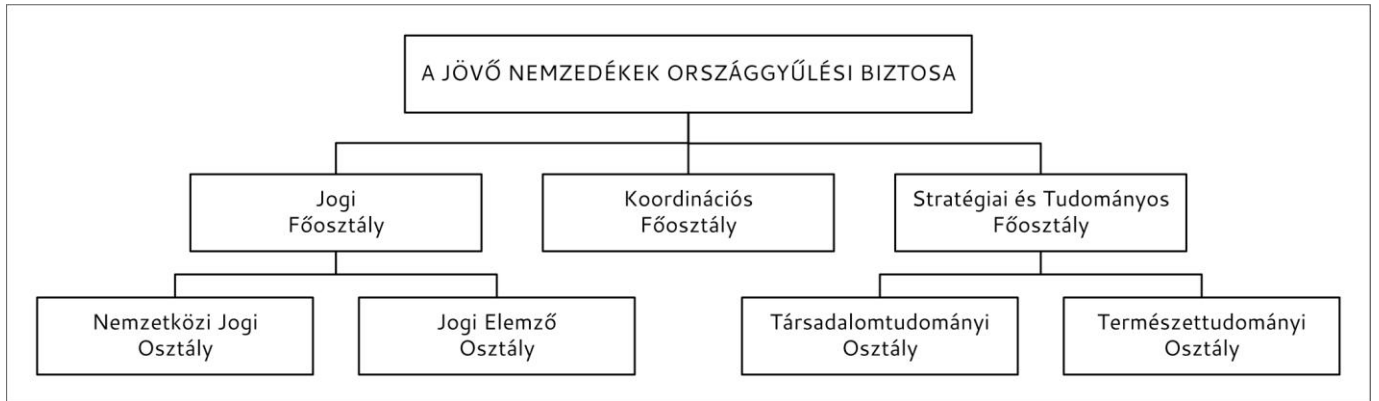 A JÖVŐ NEMZEDÉKEK ORSZÁGGYŰLÉSI BIZTOSA
Jogi
Főosztály
Koordinációs
Főosztály
Stratégiai és Tudományos
Főosztály
Nemzetközi Jogi
Osztály
Jogi Elemző
Osztály
Társadalomtudományi
Osztály
Természettudományi
Osztály